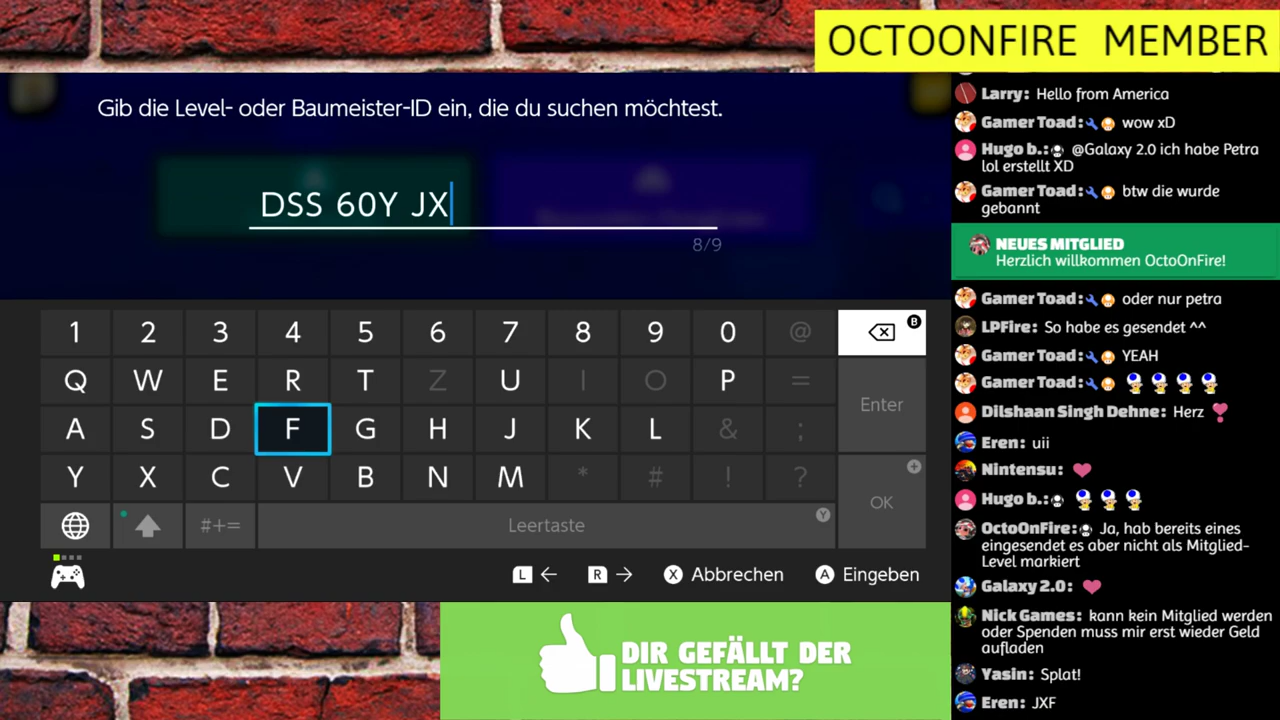 OCTOONFIRE MEMBER
Gib die Level- oder Baumeister-ID ein, die du suchen möchtest.
DSS 60Y JX
8/9
1 2 3 4 5 6 7 8 9 0 @ B
Q W E R T Z U I O P =
Enter
A S D F G H J K L & ;
Y X C V B N M * # ! ? +
OK
#+= Leertaste Y
L ← R → X Abbrechen A Eingeben
DIR GEFÄLLT DER
LIVESTREAM?
Larry: Hello from America
Gamer Toad: wow xD
Hugo b.: @Galaxy 2.0 ich habe Petra
lol erstellt XD
Gamer Toad: btw die wurde
gebannt
NEUES MITGLIED
Herzlich willkommen OctoOnFire!
Gamer Toad: oder nur petra
LPFire: So habe es gesendet ^^
Gamer Toad: YEAH
Gamer Toad:
Dilshaan Singh Dehne: Herz
Eren: uii
Nintensu:
Hugo b.:
OctoOnFire: Ja, hab bereits eines
eingesendet es aber nicht als Mitglied-
Level markiert
Galaxy 2.0:
Nick Games: kann kein Mitglied werden
oder Spenden muss mir erst wieder Geld
aufladen
Yasin: Splat!
Eren: JXF